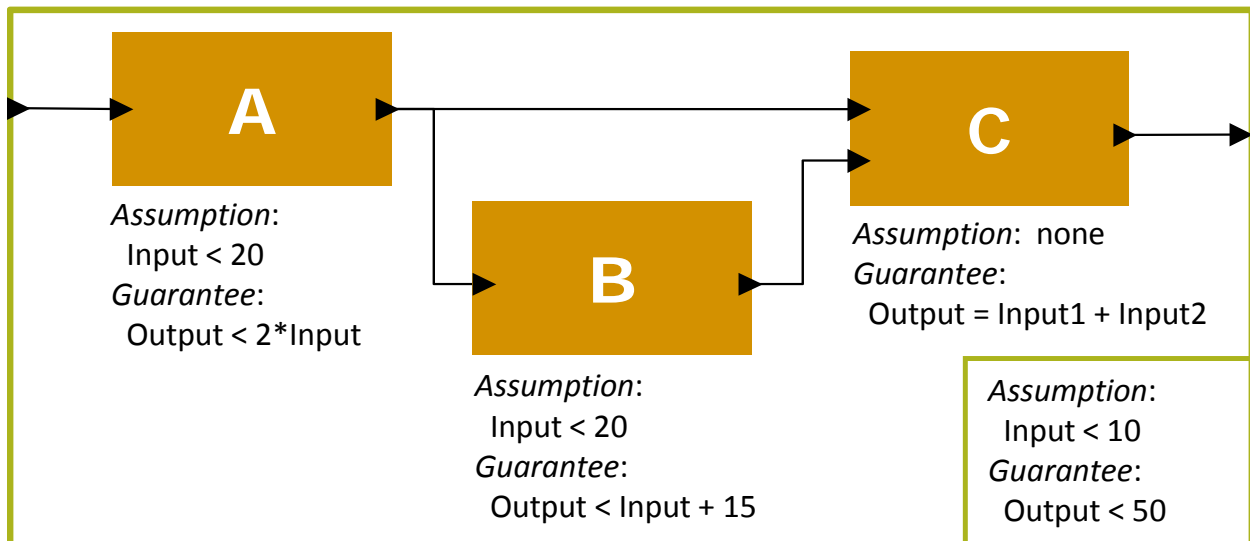 A
Assumption:
Input < 20
Guarantee:
Output < 2*Input
B
Assumption:
Input < 20
Guarantee:
Output < Input + 15
C
Assumption: none
Guarantee:
Output = Input1 + Input2
Assumption:
Input < 10
Guarantee:
Output < 50